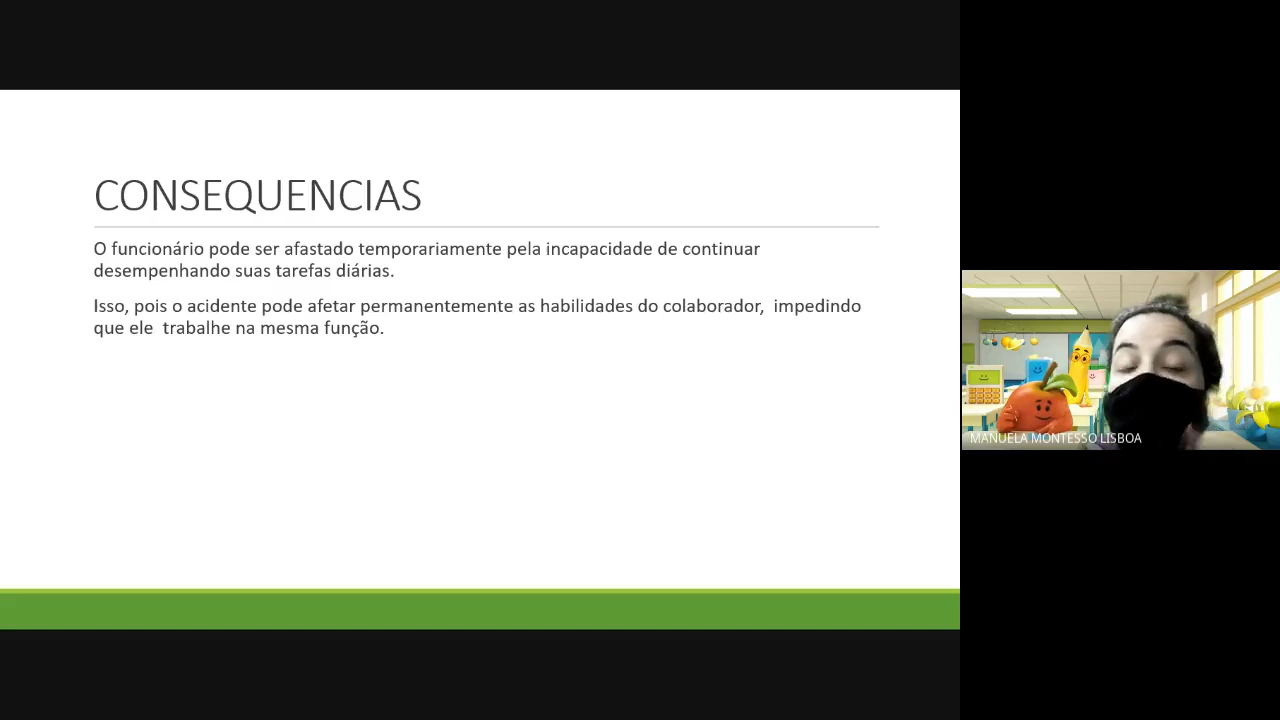 CONSEQUENCIAS
O funcionário pode ser afastado temporariamente pela incapacidade de continuar
desempenhando suas tarefas diárias.
Isso, pois o acidente pode afetar permanentemente as habilidades do colaborador,  impedindo
que ele  trabalhe na mesma função.
MANUELA MONTESSO LISBOA